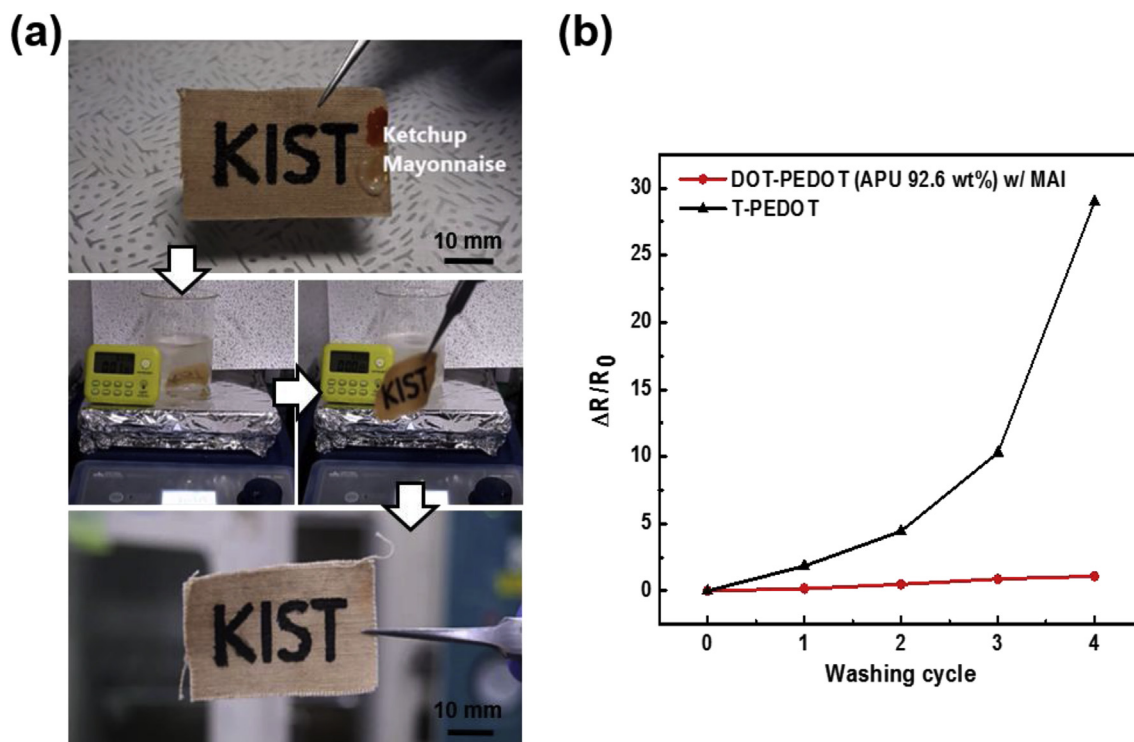 (a)
KIST
Ketchup
Mayonnaise
10 mm
KIST
KIST
10 mm
(b)
DOT-PEDOT (APU 92.6 wt%) w/ MAI
T-PEDOT
30
25
20
15
10
5
0
ΔR/R₀
0 1 2 3 4
Washing cycle